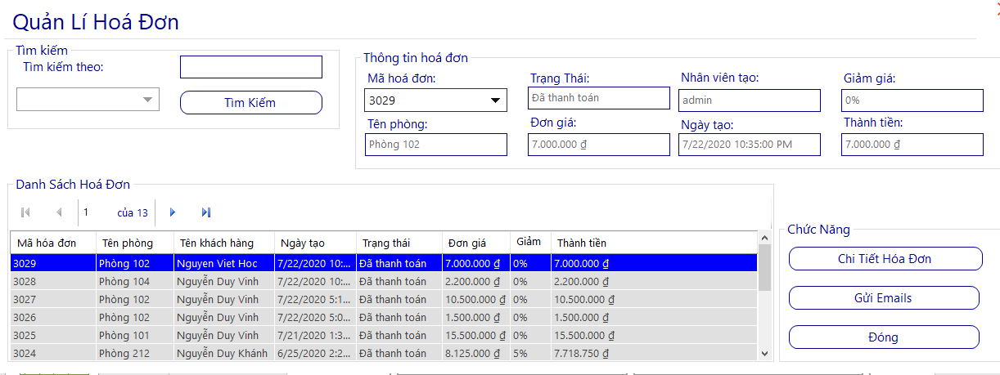 Quản Lí Hoá Đơn
Tìm kiếm
Tìm kiếm theo:
Tìm Kiếm
Thông tin hoá đơn
Mã hoá đơn: Trạng Thái: Nhân viên tạo: Giảm giá:
3029 Đã thanh toán admin 0%
Tên phòng: Đơn giá: Ngày tạo: Thành tiền:
Phòng 102 7.000.000 ₫ 7/22/2020 10:35:00 PM 7.000.000 ₫
Danh Sách Hoá Đơn
1 của 13
Mã hóa đơn Tên phòng Tên khách hàng Ngày tạo Trạng thái Đơn giá Giảm Thành tiền
3029 Phòng 102 Nguyen Viet Hoc 7/22/2020 10:... Đã thanh toán 7.000.000 ₫ 0% 7.000.000 ₫
3028 Phòng 104 Nguyễn Duy Vinh 7/22/2020 10:... Đã thanh toán 2.200.000 ₫ 0% 2.200.000 ₫
3027 Phòng 102 Nguyễn Duy Vinh 7/22/2020 5:1... Đã thanh toán 10.500.000 ₫ 0% 10.500.000 ₫
3026 Phòng 102 Nguyễn Duy Vinh 7/22/2020 5:0... Đã thanh toán 1.500.000 ₫ 0% 1.500.000 ₫
3025 Phòng 101 Nguyễn Duy Vinh 7/21/2020 1:3... Đã thanh toán 15.500.000 ₫ 0% 15.500.000 ₫
3024 Phòng 212 Nguyễn Duy Khánh 6/25/2020 2:2... Đã thanh toán 8.125.000 ₫ 5% 7.718.750 ₫
Chức Năng
Chi Tiết Hóa Đơn
Gửi Emails
Đóng